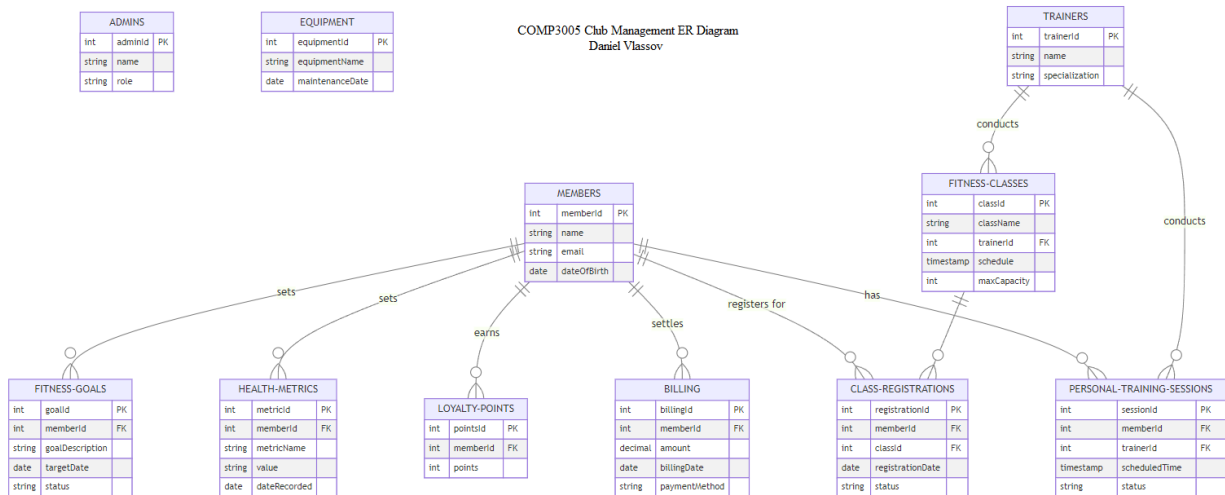 COMP3005 Club Management ER Diagram
Daniel Vlassov
ADMINS
int adminId PK
string name
string role
EQUIPMENT
int equipmentId PK
string equipmentName
date maintenanceDate
TRAINERS
int trainerId PK
string name
string specialization
conducts
conducts
FITNESS-CLASSES
int classId PK
string className
int trainerId FK
timestamp schedule
int maxCapacity
MEMBERS
int memberId PK
string name
string email
date dateOfBirth
sets
sets
earns
settles
registers for
has
FITNESS-GOALS
int goalId PK
int memberId FK
string goalDescription
date targetDate
string status
HEALTH-METRICS
int metricId PK
int memberId FK
string metricName
string value
date dateRecorded
LOYALTY-POINTS
int pointsId PK
int memberId FK
int points
BILLING
int billingId PK
int memberId FK
decimal amount
date billingDate
string paymentMethod
CLASS-REGISTRATIONS
int registrationId PK
int memberId FK
int classId FK
date registrationDate
string status
PERSONAL-TRAINING-SESSIONS
int sessionId PK
int memberId FK
int trainerId FK
timestamp scheduledTime
string status